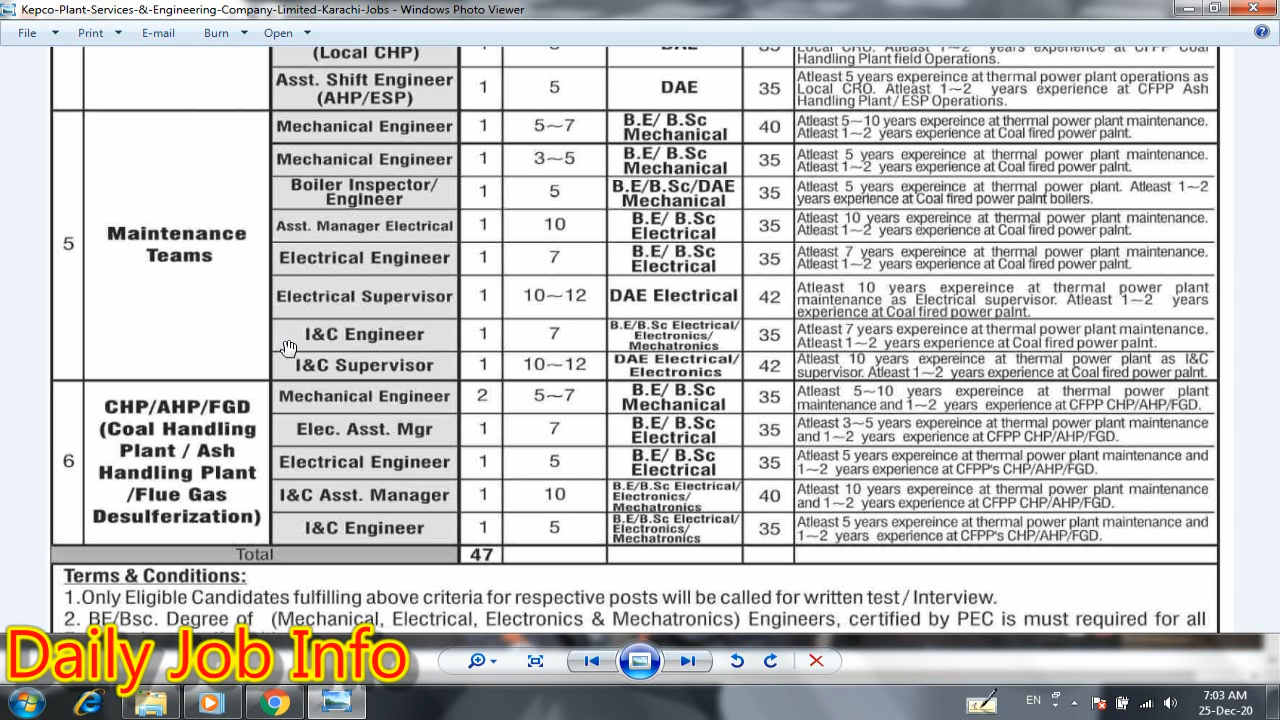 Kepco-Plant-Services-&-Engineering-Company-Limited-Karachi-Jobs - Windows Photo Viewer
File Print E-mail Burn Open
(Local CHP) 1 5 DAE 35 Local CRO. Atleast 1~2 years experience at CFPP Coal
Handling Plant field Operations.
Asst. Shift Engineer (AHP/ESP) 1 5 DAE 35 Atleast 5 years expereince at thermal power plant operations as
Local CRO. Atleast 1~2 years experience at CFPP Ash
Handling Plant/ ESP Operations.
5 Maintenance Teams
Mechanical Engineer 1 5~7 B.E/ B.Sc Mechanical 40 Atleast 5~10 years expereince at thermal power plant maintenance.
Atleast 1~2 years experience at Coal fired power paInt.
Mechanical Engineer 1 3~5 B.E/ B.Sc Mechanical 35 Atleast 5 years expereince at thermal power plant maintenance.
Atleast 1~2 years experience at Coal fired power paInt.
Boiler Inspector/ Engineer 1 5 B.E/B.Sc/DAE Mechanical 35 Atleast 5 years expereince at thermal power plant. Atleast 1~2
years experience at Coal fired power paInt boilers.
Asst. Manager Electrical 1 10 B.E/ B.Sc Electrical 35 Atleast 10 years expereince at thermal power plant maintenance.
Atleast 1~2 years experience at Coal fired power paInt.
Electrical Engineer 1 7 B.E/ B.Sc Electrical 35 Atleast 7 years expereince at thermal power plant maintenance.
Atleast 1~2 years experience at Coal fired power paInt.
Electrical Supervisor 1 10~12 DAE Electrical 42 Atleast 10 years expereince at thermal power plant
maintenance as Electrical supervisor. Atleast 1~2 years
experience at Coal fired power paInt.
I&C Engineer 1 7 B.E/B.Sc Electrical/ Electronics/ Mechatronics 35 Atleast 7 years expereince at thermal power plant maintenance.
Atleast 1~2 years experience at Coal fired power paInt.
I&C Supervisor 1 10~12 DAE Electrical/ Electronics 42 Atleast 10 years expereince at thermal power plant as I&C
supervisor. Atleast 1~2 years experience at Coal fired power paInt.
6 CHP/AHP/FGD
(Coal Handling
Plant / Ash
Handling Plant
/Flue Gas
Desulferization)
Mechanical Engineer 2 5~7 B.E/ B.Sc Mechanical 35 Atleast 5~10 years expereince at thermal power plant
maintenance and 1~2 years experience at CFPP CHP/AHP/FGD.
Elec. Asst. Mgr 1 7 B.E/ B.Sc Electrical 35 Atleast 3~5 years expereince at thermal power plant maintenance
and 1~2 years experience at CFPP CHP/AHP/FGD.
Electrical Engineer 1 5 B.E/ B.Sc Electrical 35 Atleast 5 years expereince at thermal power plant maintenance and
1~2 years experience at CFPP's CHP/AHP/FGD.
I&C Asst. Manager 1 10 B.E/B.Sc Electrical/ Electronics/ Mechatronics 40 Atleast 10 years expereince at thermal power plant maintenance
and 1~2 years experience at CFPP CHP/AHP/FGD.
I&C Engineer 1 5 B.E/B.Sc Electrical/ Electronics/ Mechatronics 35 Atleast 5 years expereince at thermal power plant maintenance and
1~2 years experience at CFPP's CHP/AHP/FGD.
Total 47
Terms & Conditions:
1.Only Eligible Candidates fulfilling above criteria for respective posts will be called for written test/ Interview.
2. BE/Bsc. Degree of (Mechanical, Electrical, Electronics & Mechatronics) Engineers, certified by PEC is must required for all
Daily Job Info
EN
7:03 AM
25-Dec-20